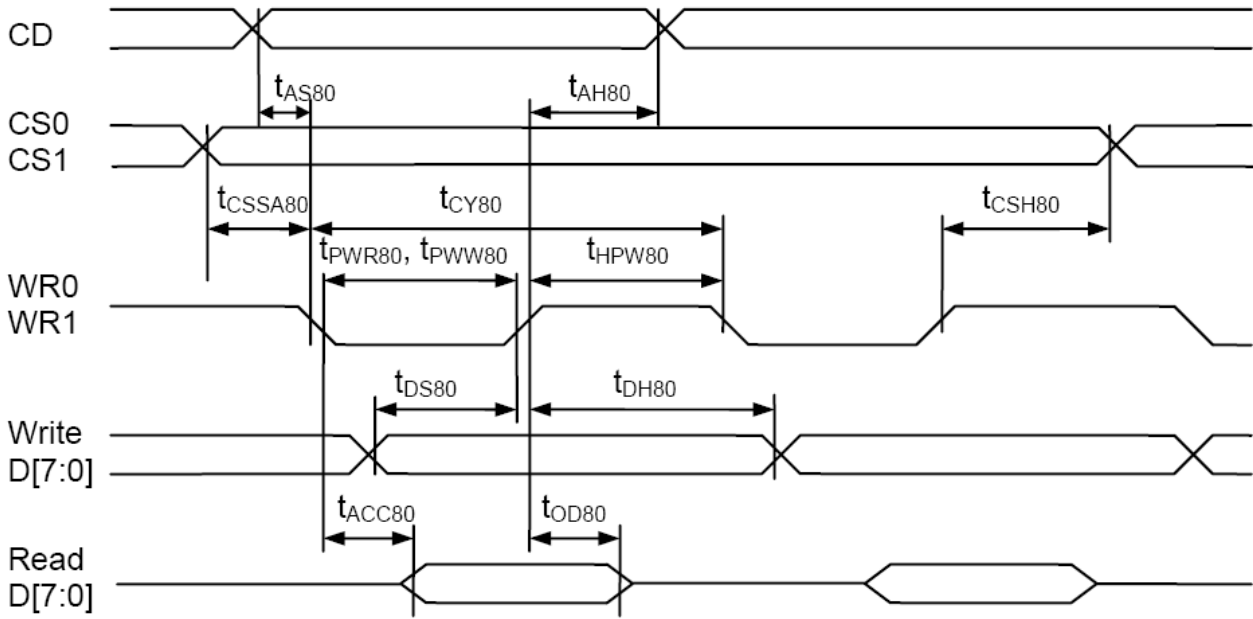 CD
tAS80 tAH80
CS0
CS1
tCSSA80 tCY80 tCSH80
tPWR80, tPWW80 tHPW80
WR0
WR1
tDS80 tDH80
Write
D[7:0]
tACC80 tOD80
Read
D[7:0]